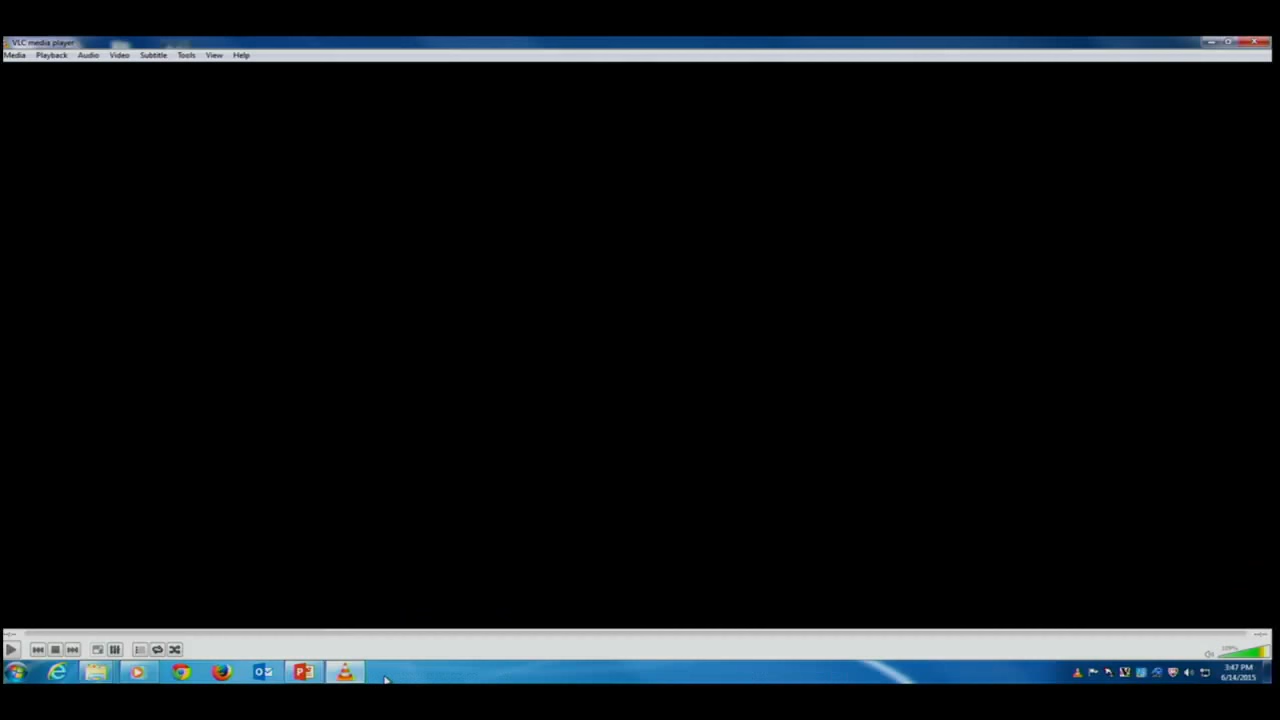 VLC media player
Media Playback Audio Video Subtitle Tools View Help
--:-- --:--
3:47 PM
6/14/2015